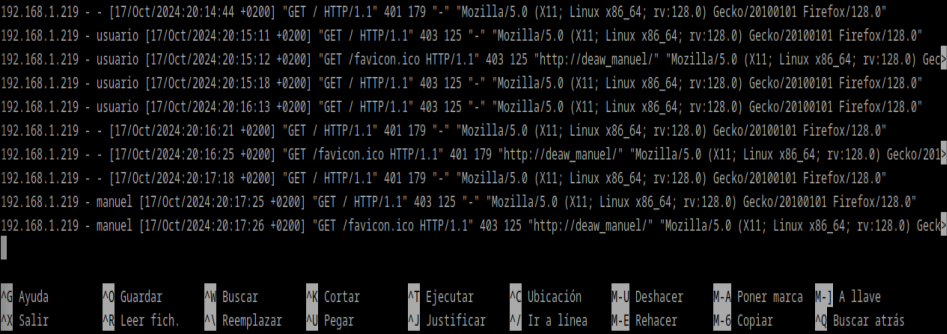 192.168.1.219 - - [17/Oct/2024:20:14:44 +0200] "GET / HTTP/1.1" 401 179 "-" "Mozilla/5.0 (X11; Linux x86_64; rv:128.0) Gecko/20100101 Firefox/128.0"
192.168.1.219 - usuario [17/Oct/2024:20:15:11 +0200] "GET / HTTP/1.1" 403 125 "-" "Mozilla/5.0 (X11; Linux x86_64; rv:128.0) Gecko/20100101 Firefox/128.0"
192.168.1.219 - usuario [17/Oct/2024:20:15:12 +0200] "GET /favicon.ico HTTP/1.1" 403 125 "http://deaw_manuel/" "Mozilla/5.0 (X11; Linux x86_64; rv:128.0) Gec>
192.168.1.219 - usuario [17/Oct/2024:20:15:18 +0200] "GET / HTTP/1.1" 403 125 "-" "Mozilla/5.0 (X11; Linux x86_64; rv:128.0) Gecko/20100101 Firefox/128.0"
192.168.1.219 - usuario [17/Oct/2024:20:16:13 +0200] "GET / HTTP/1.1" 403 125 "-" "Mozilla/5.0 (X11; Linux x86_64; rv:128.0) Gecko/20100101 Firefox/128.0"
192.168.1.219 - - [17/Oct/2024:20:16:21 +0200] "GET / HTTP/1.1" 401 179 "-" "Mozilla/5.0 (X11; Linux x86_64; rv:128.0) Gecko/20100101 Firefox/128.0"
192.168.1.219 - - [17/Oct/2024:20:16:25 +0200] "GET /favicon.ico HTTP/1.1" 401 179 "http://deaw_manuel/" "Mozilla/5.0 (X11; Linux x86_64; rv:128.0) Gecko/201>
192.168.1.219 - - [17/Oct/2024:20:17:18 +0200] "GET / HTTP/1.1" 401 179 "-" "Mozilla/5.0 (X11; Linux x86_64; rv:128.0) Gecko/20100101 Firefox/128.0"
192.168.1.219 - manuel [17/Oct/2024:20:17:25 +0200] "GET / HTTP/1.1" 403 125 "-" "Mozilla/5.0 (X11; Linux x86_64; rv:128.0) Gecko/20100101 Firefox/128.0"
192.168.1.219 - manuel [17/Oct/2024:20:17:26 +0200] "GET /favicon.ico HTTP/1.1" 403 125 "http://deaw_manuel/" "Mozilla/5.0 (X11; Linux x86_64; rv:128.0) Geck>
^G Ayuda ^O Guardar ^W Buscar ^K Cortar ^T Ejecutar ^C Ubicación M-U Deshacer M-A Poner marca M-] A llave
^X Salir ^R Leer fich. ^\ Reemplazar ^U Pegar ^J Justificar ^/ Ir a línea M-E Rehacer M-6 Copiar ^Q Buscar atrás